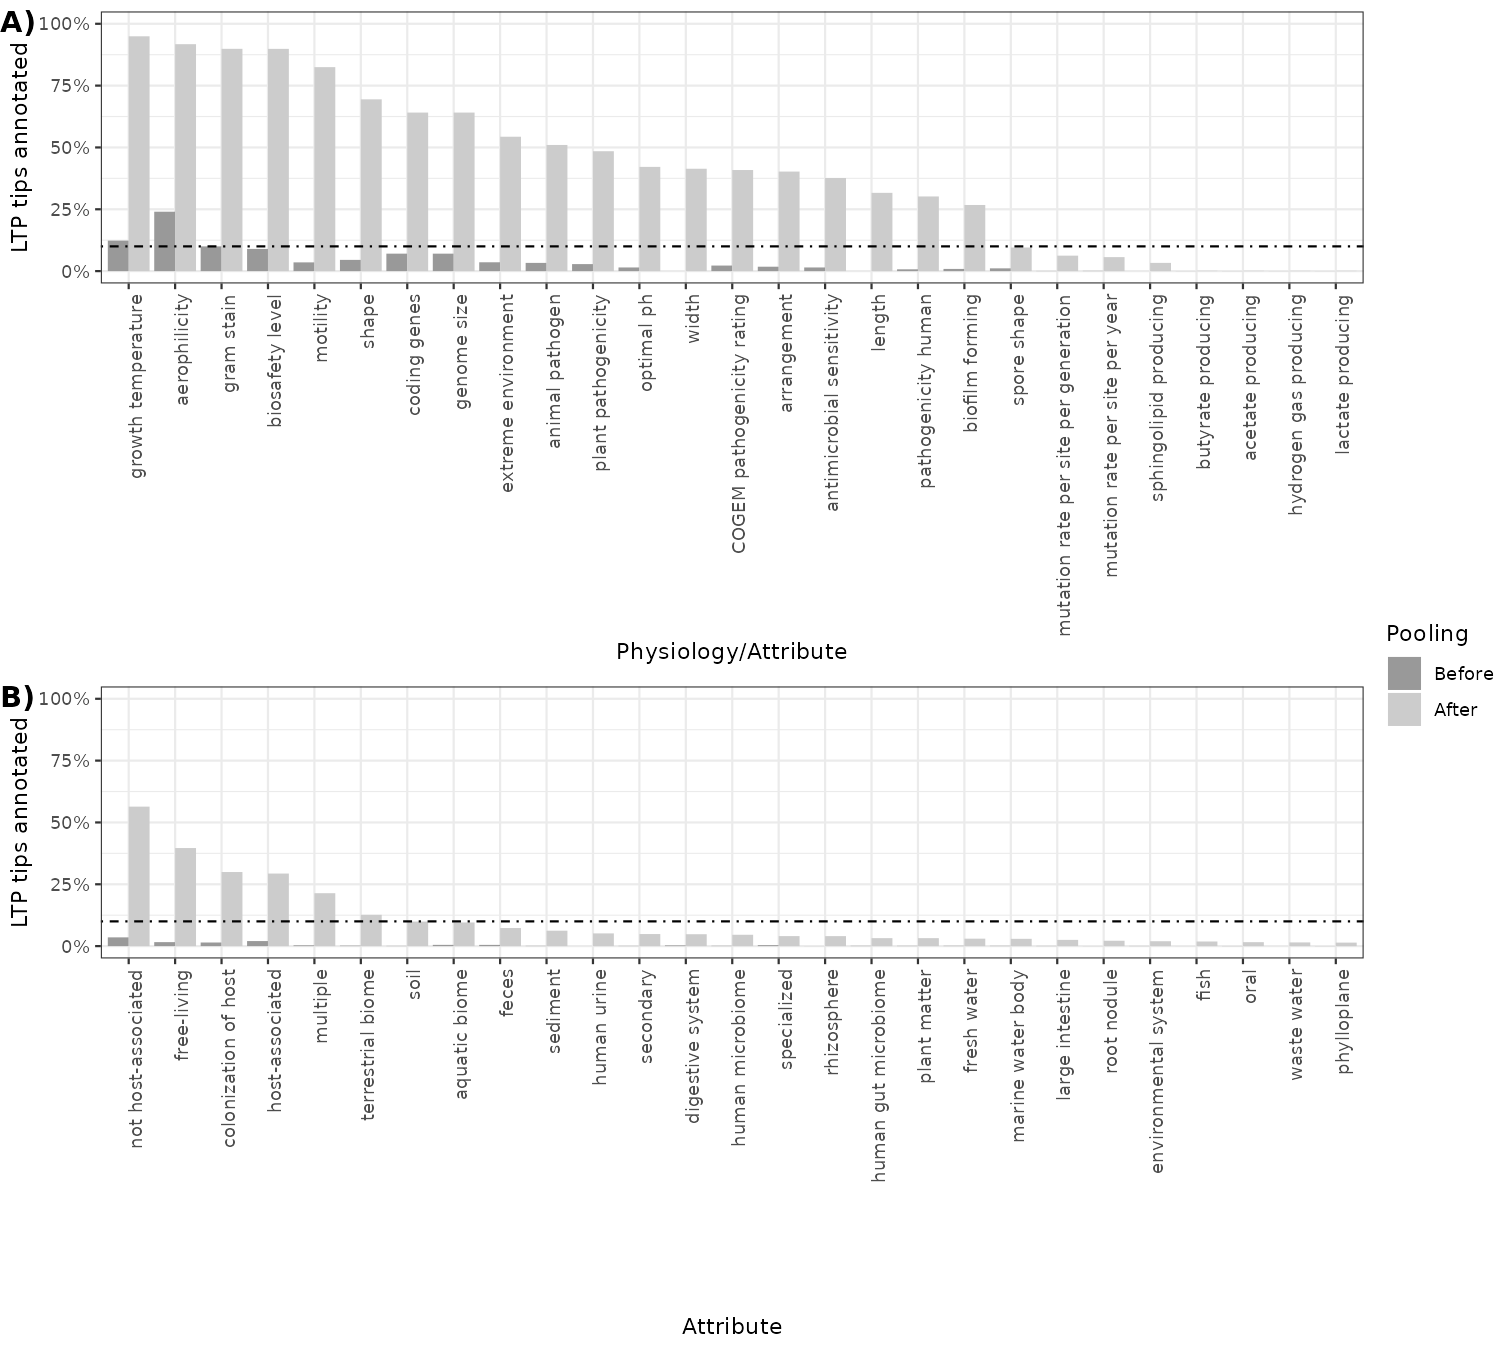 A)
LTP tips annotated
100%
75%
50%
25%
0%
growth temperature
aerophilicity
gram stain
biosafety level
motility
shape
coding genes
genome size
extreme environment
animal pathogen
plant pathogenicity
optimal ph
width
COGEM pathogenicity rating
arrangement
antimicrobial sensitivity
length
pathogenicity human
biofilm forming
spore shape
mutation rate per site per generation
mutation rate per site per year
sphingolipid producing
butyrate producing
acetate producing
hydrogen gas producing
lactate producing
Physiology/Attribute
Pooling
Before
After
B)
LTP tips annotated
100%
75%
50%
25%
0%
not host-associated
free-living
colonization of host
host-associated
multiple
terrestrial biome
soil
aquatic biome
feces
sediment
human urine
secondary
digestive system
human microbiome
specialized
rhizosphere
human gut microbiome
plant matter
fresh water
marine water body
large intestine
root nodule
environmental system
fish
oral
waste water
phylloplane
Attribute